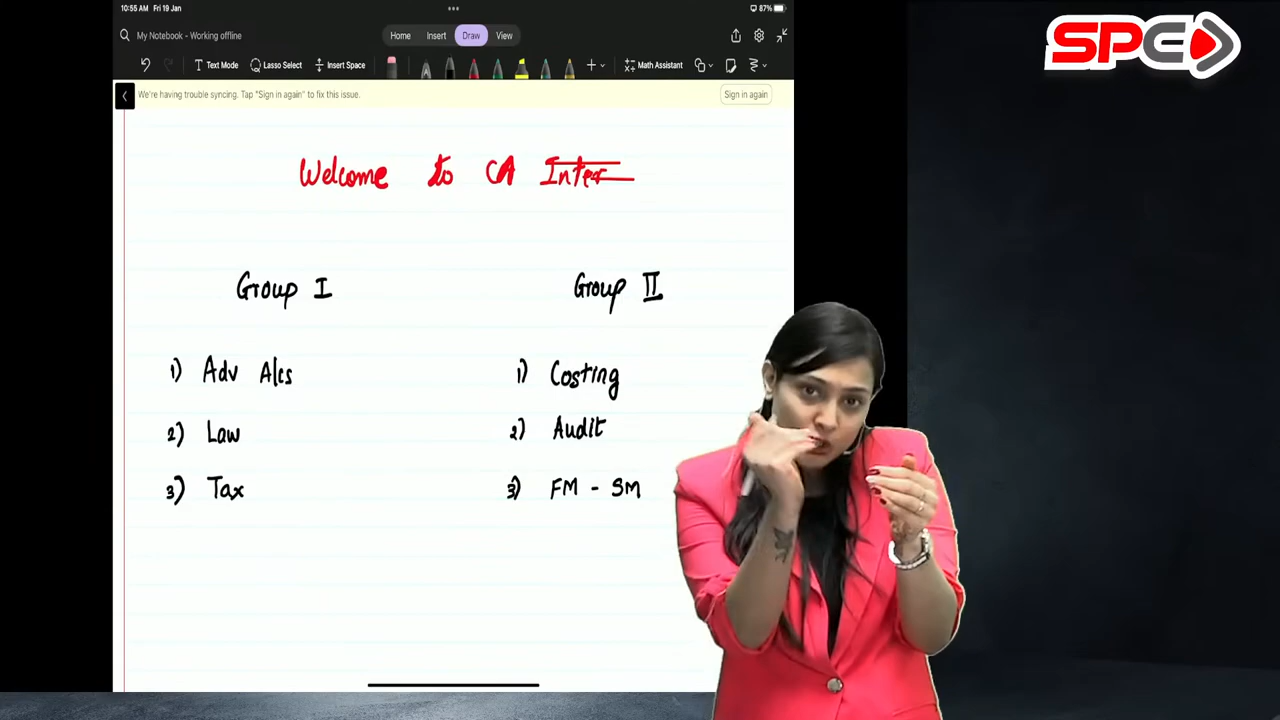 10:55 AM Fri 19 Jan
87%
SPE
My Notebook - Working offline
Home Insert Draw View
Text Mode Lasso Select Insert Space Math Assistant
We're having trouble syncing. Tap "Sign in again" to fix this issue.
Sign in again
Welcome to CA Inter
Group I
Group II
1) Adv A/cs
1) Costing
2) Law
2) Audit
3) Tax
3) FM - SM